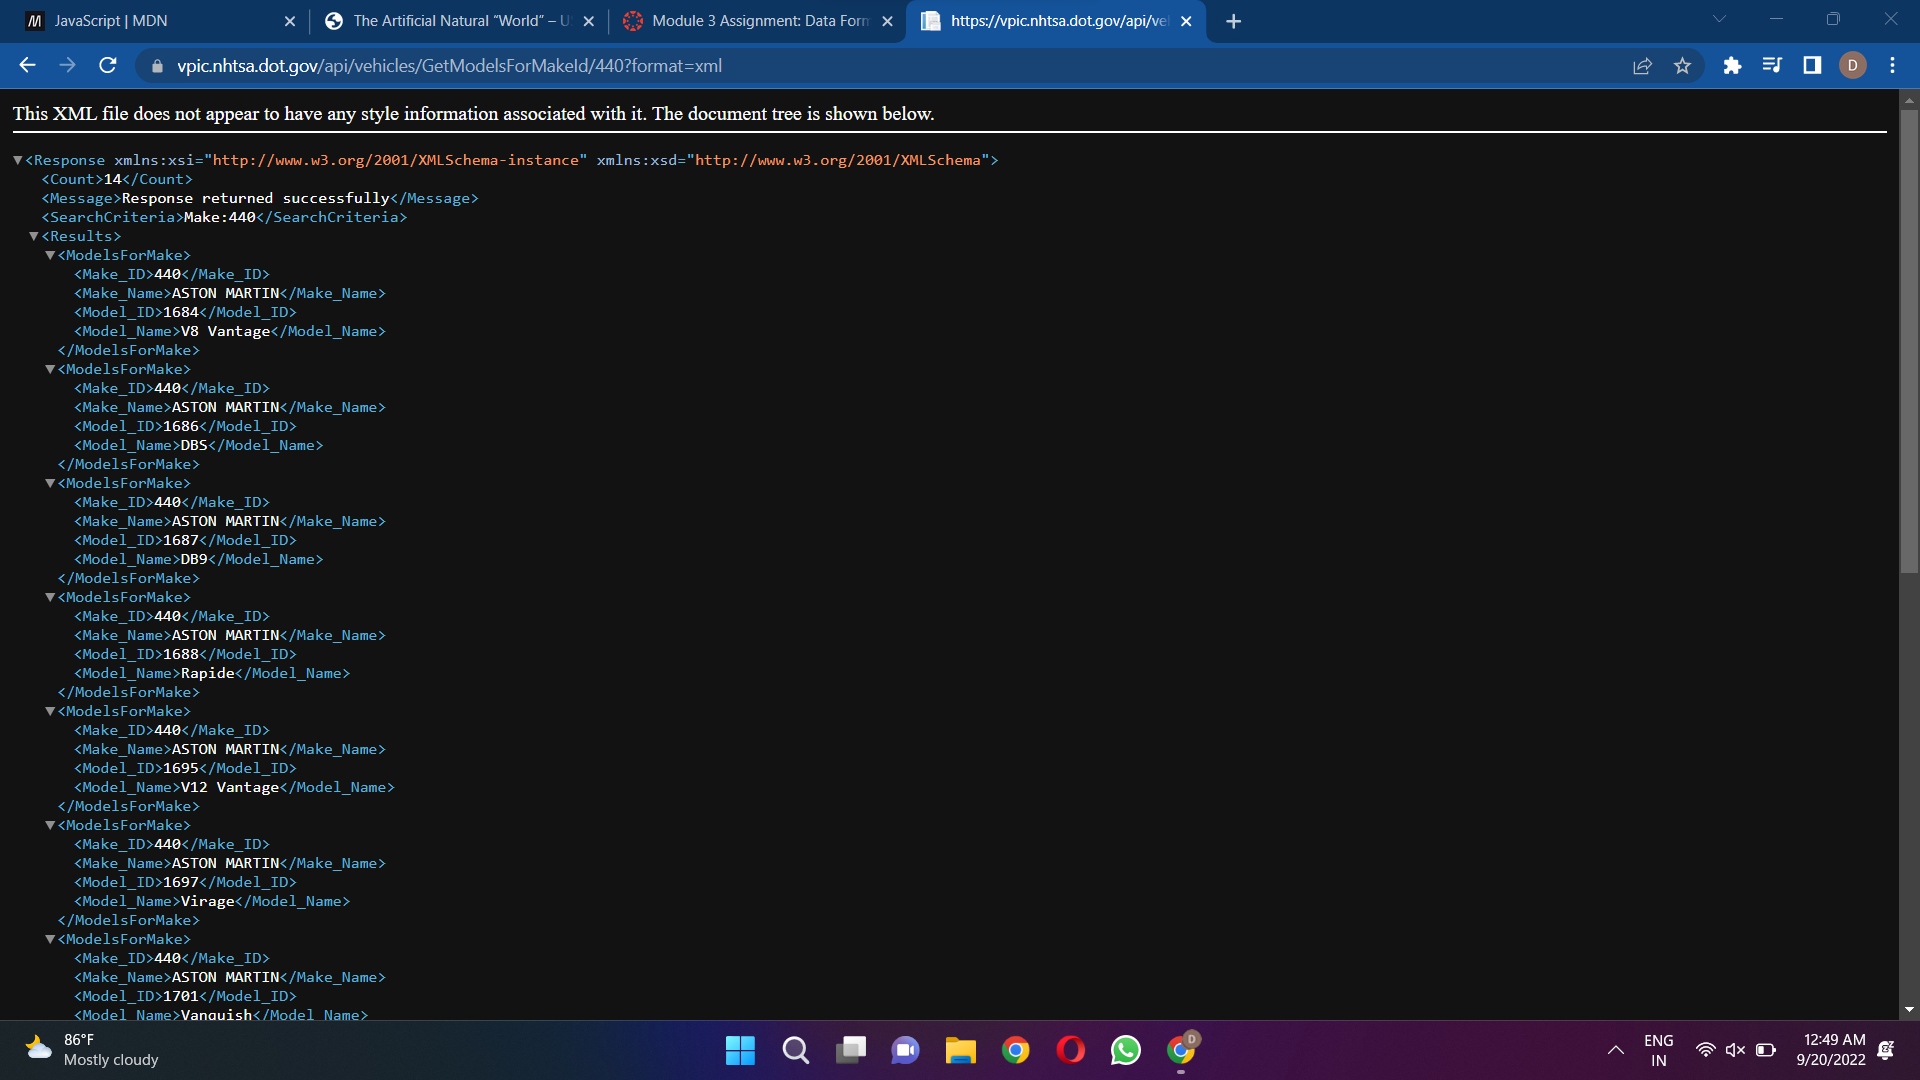 JavaScript | MDN
The Artificial Natural “World” – U
Module 3 Assignment: Data Form
https://vpic.nhtsa.dot.gov/api/veh
vpic.nhtsa.dot.gov/api/vehicles/GetModelsForMakeId/440?format=xml
D
This XML file does not appear to have any style information associated with it. The document tree is shown below.
<Response xmlns:xsi="http://www.w3.org/2001/XMLSchema-instance" xmlns:xsd="http://www.w3.org/2001/XMLSchema">
<Count>14</Count>
<Message>Response returned successfully</Message>
<SearchCriteria>Make:440</SearchCriteria>
<Results>
<ModelsForMake>
<Make_ID>440</Make_ID>
<Make_Name>ASTON MARTIN</Make_Name>
<Model_ID>1684</Model_ID>
<Model_Name>V8 Vantage</Model_Name>
</ModelsForMake>
<ModelsForMake>
<Make_ID>440</Make_ID>
<Make_Name>ASTON MARTIN</Make_Name>
<Model_ID>1686</Model_ID>
<Model_Name>DBS</Model_Name>
</ModelsForMake>
<ModelsForMake>
<Make_ID>440</Make_ID>
<Make_Name>ASTON MARTIN</Make_Name>
<Model_ID>1687</Model_ID>
<Model_Name>DB9</Model_Name>
</ModelsForMake>
<ModelsForMake>
<Make_ID>440</Make_ID>
<Make_Name>ASTON MARTIN</Make_Name>
<Model_ID>1688</Model_ID>
<Model_Name>Rapide</Model_Name>
</ModelsForMake>
<ModelsForMake>
<Make_ID>440</Make_ID>
<Make_Name>ASTON MARTIN</Make_Name>
<Model_ID>1695</Model_ID>
<Model_Name>V12 Vantage</Model_Name>
</ModelsForMake>
<ModelsForMake>
<Make_ID>440</Make_ID>
<Make_Name>ASTON MARTIN</Make_Name>
<Model_ID>1697</Model_ID>
<Model_Name>Virage</Model_Name>
</ModelsForMake>
<ModelsForMake>
<Make_ID>440</Make_ID>
<Make_Name>ASTON MARTIN</Make_Name>
<Model_ID>1701</Model_ID>
<Model_Name>Vanquish</Model_Name>
86°F
Mostly cloudy
D
ENG
IN
12:49 AM
9/20/2022